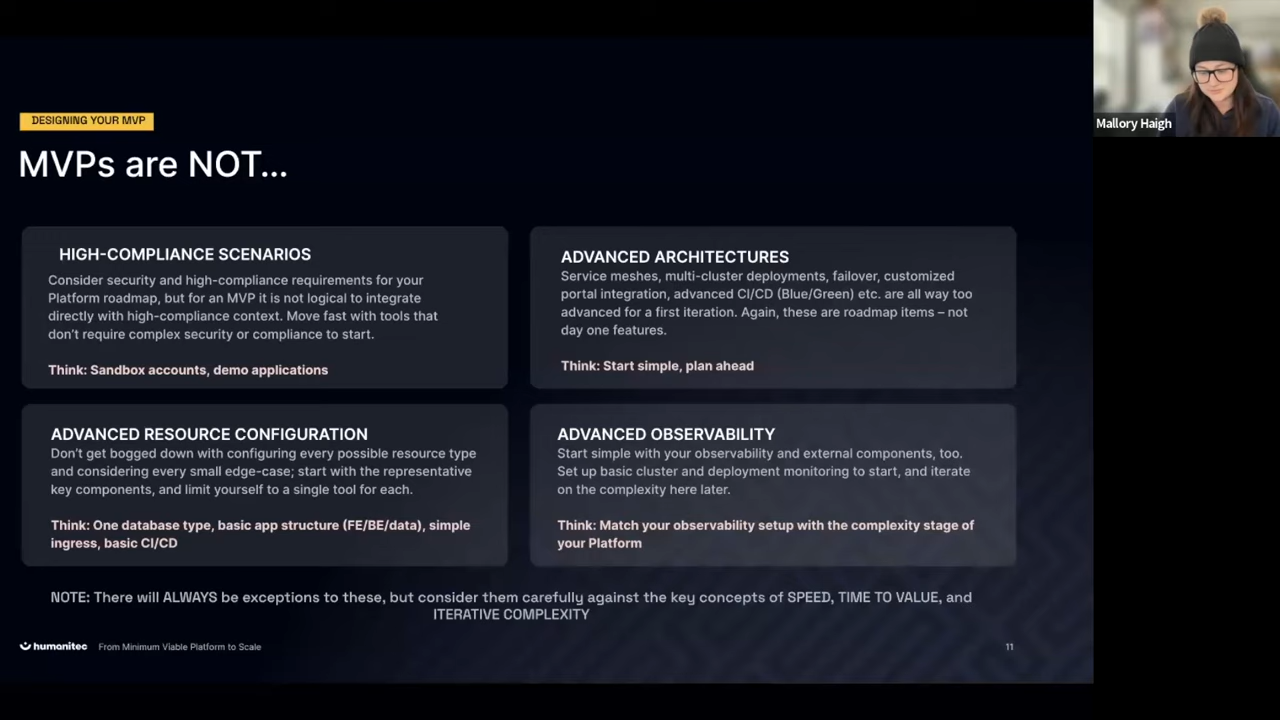 DESIGNING YOUR MVP
MVPs are NOT...
HIGH-COMPLIANCE SCENARIOS
Consider security and high-compliance requirements for your
Platform roadmap, but for an MVP it is not logical to integrate
directly with high-compliance context. Move fast with tools that
don't require complex security or compliance to start.
Think: Sandbox accounts, demo applications
ADVANCED ARCHITECTURES
Service meshes, multi-cluster deployments, failover, customized
portal integration, advanced CI/CD (Blue/Green) etc. are all way too
advanced for a first iteration. Again, these are roadmap items – not
day one features.
Think: Start simple, plan ahead
ADVANCED RESOURCE CONFIGURATION
Don't get bogged down with configuring every possible resource type
and considering every small edge-case; start with the representative
key components, and limit yourself to a single tool for each.
Think: One database type, basic app structure (FE/BE/data), simple
ingress, basic CI/CD
ADVANCED OBSERVABILITY
Start simple with your observability and external components, too.
Set up basic cluster and deployment monitoring to start, and iterate
on the complexity here later.
Think: Match your observability setup with the complexity stage of
your Platform
NOTE: There will ALWAYS be exceptions to these, but consider them carefully against the key concepts of SPEED, TIME TO VALUE, and
ITERATIVE COMPLEXITY
humanitec From Minimum Viable Platform to Scale
11
Mallory Haigh